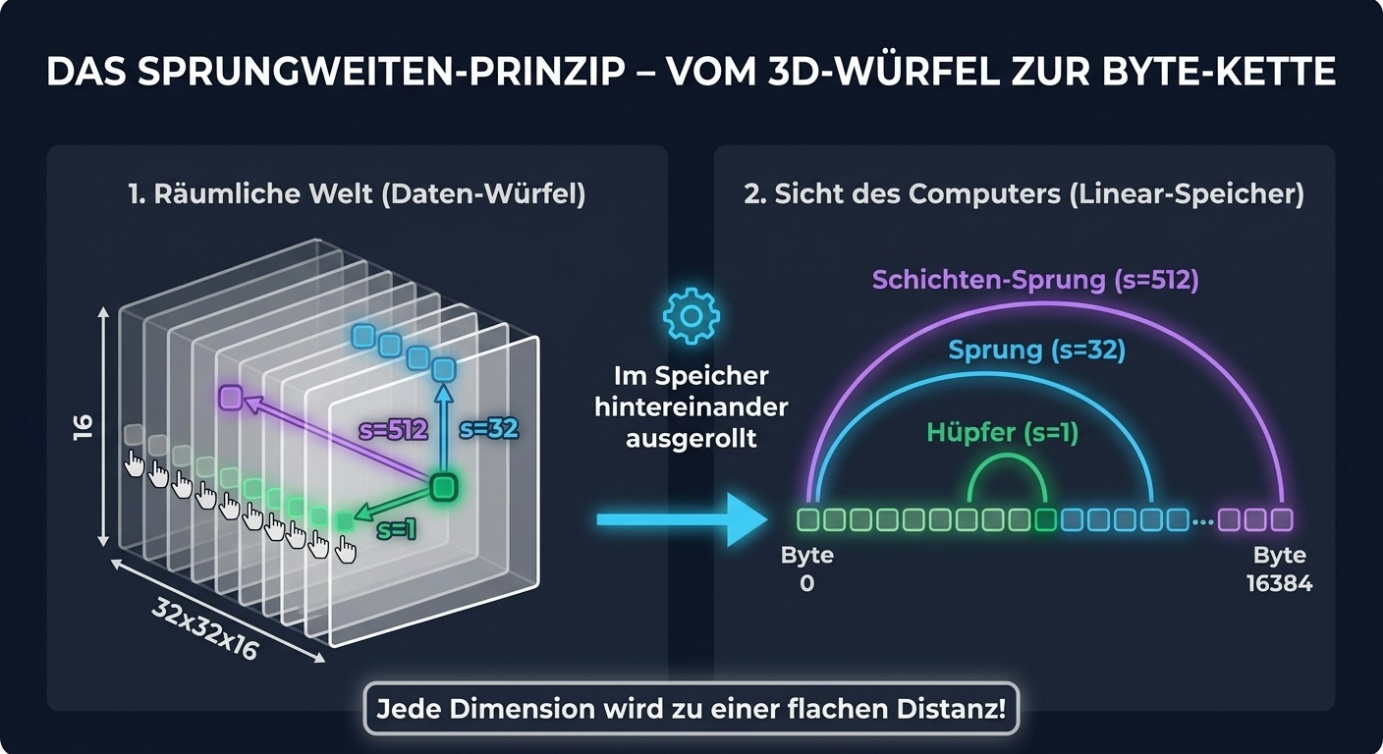 DAS SPRUNGWEITEN-PRINZIP – VOM 3D-WÜRFEL ZUR BYTE-KETTE
1. Räumliche Welt (Daten-Würfel)
16
32x32x16
s=512
s=32
s=1
Im Speicher
hintereinander
ausgerollt
2. Sicht des Computers (Linear-Speicher)
Schichten-Sprung (s=512)
Sprung (s=32)
Hüpfer (s=1)
...
Byte
0
Byte
16384
Jede Dimension wird zu einer flachen Distanz!